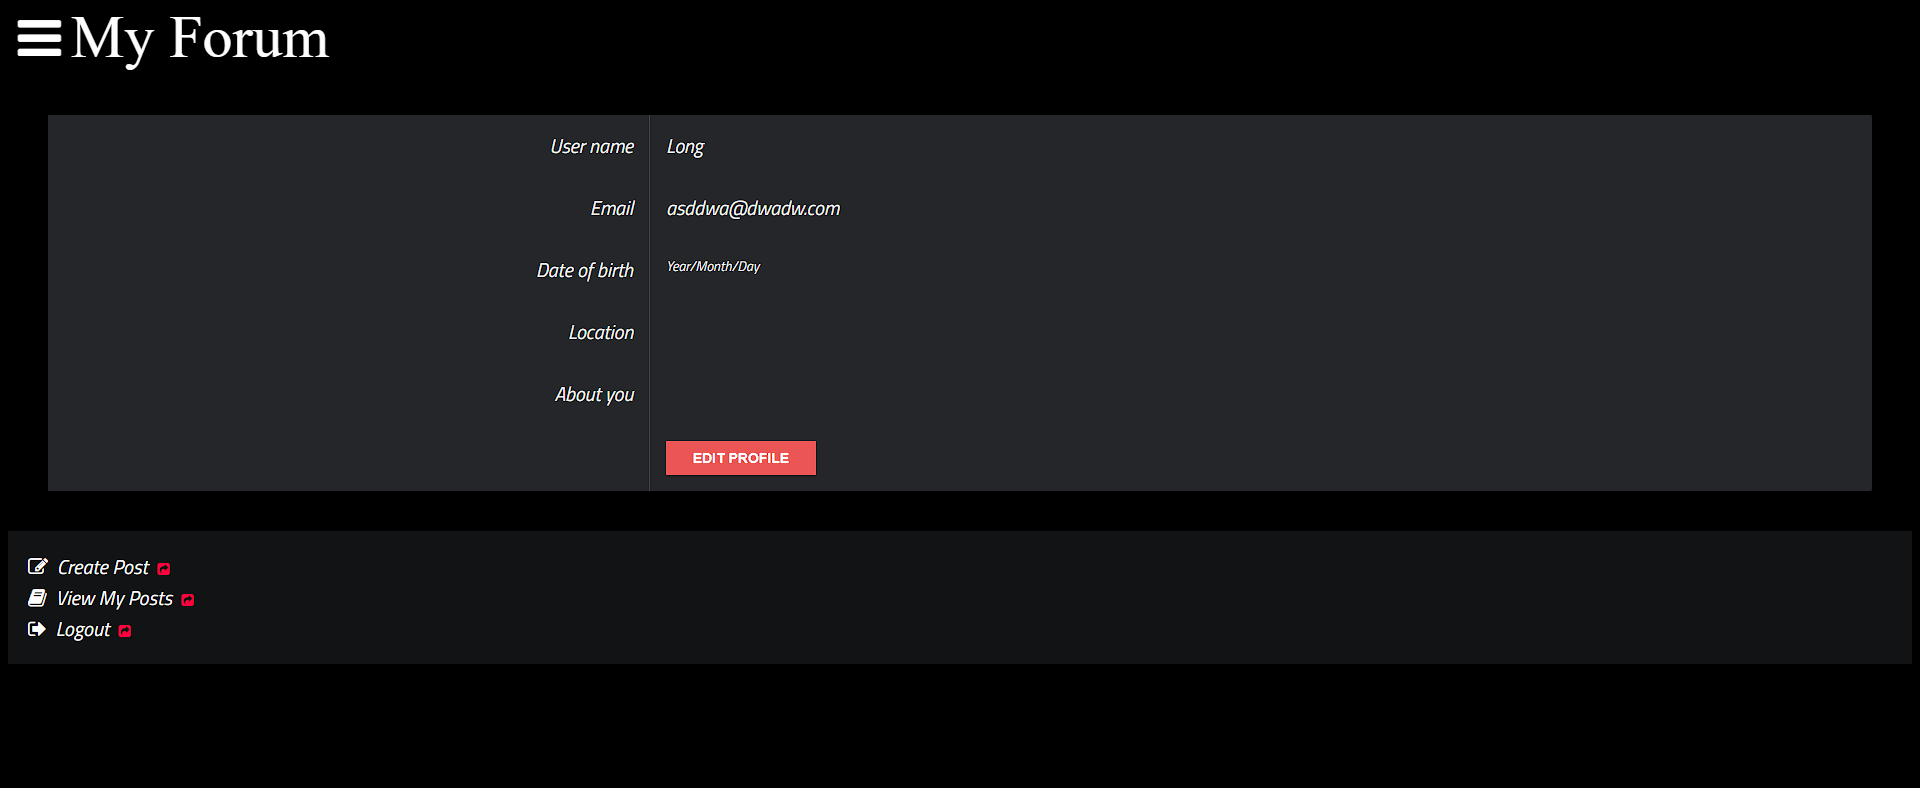 My Forum
User name Long
Email asddwa@dwadw.com
Date of birth Year/Month/Day
Location
About you
EDIT PROFILE
Create Post
View My Posts
Logout